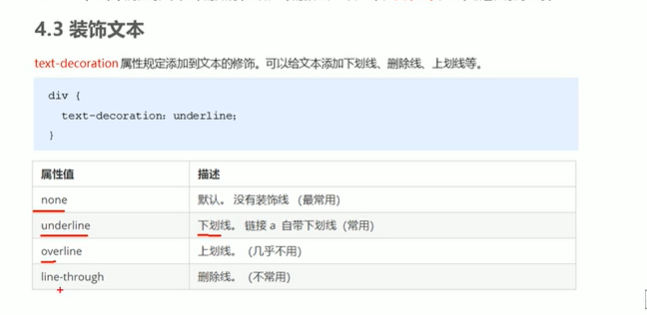 4.3 装饰文本
text-decoration 属性规定添加到文本的修饰。可以给文本添加下划线、删除线、上划线等。
div {
text-decoration：underline；
}
属性值 描述
none 默认。没有装饰线 (最常用)
underline 下划线。链接 a 自带下划线 (常用)
overline 上划线。 (几乎不用)
line-through 删除线。 (不常用)